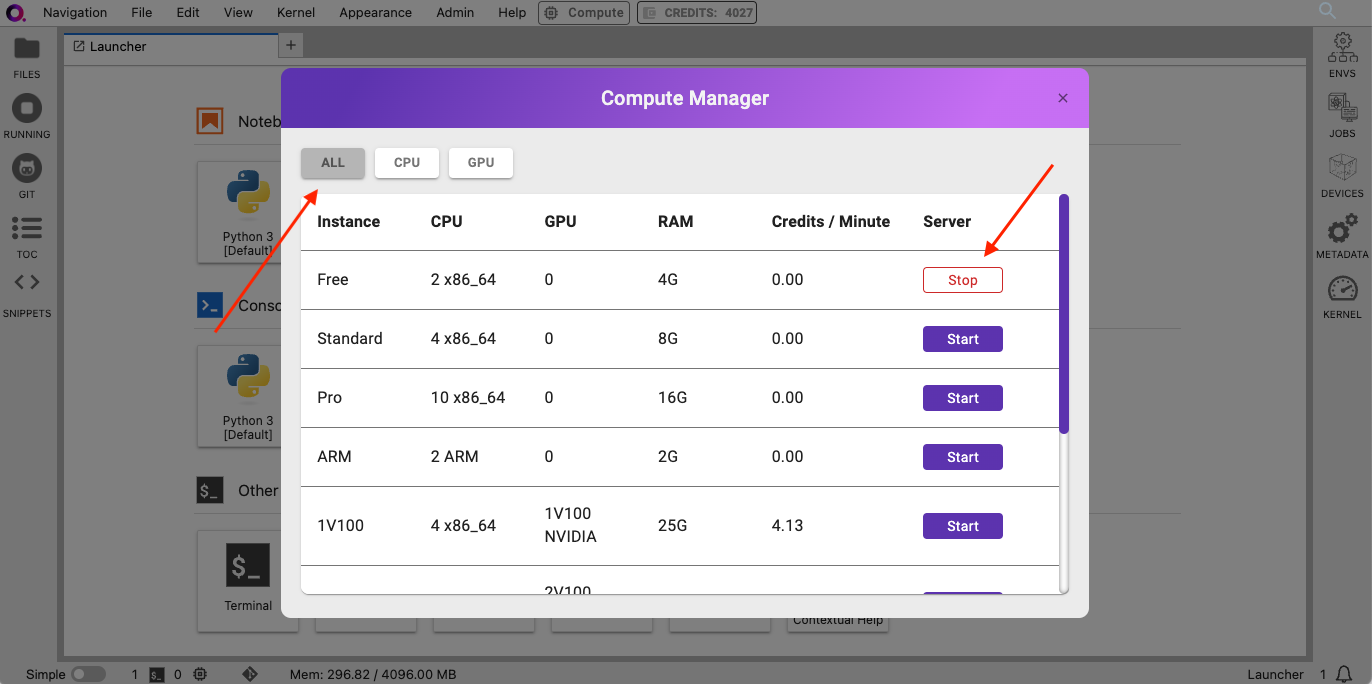 Navigation File Edit View Kernel Appearance Admin Help Compute CREDITS: 4027
Launcher +
FILES
RUNNING
GIT
TOC
SNIPPETS
Noteb
Python 3
[Default]
Conso
Python 3
[Default]
Other
$_
$_
Terminal
Contextual Help
Compute Manager ×
ALL CPU GPU
Instance CPU GPU RAM Credits / Minute Server
Free 2 x86_64 0 4G 0.00 Stop
Standard 4 x86_64 0 8G 0.00 Start
Pro 10 x86_64 0 16G 0.00 Start
ARM 2 ARM 0 2G 0.00 Start
1V100 4 x86_64 1V100 NVIDIA 25G 4.13 Start
2V100
ENVS
JOBS
DEVICES
METADATA
KERNEL
Simple 1 $_ 0 Mem: 296.82 / 4096.00 MB Launcher 1